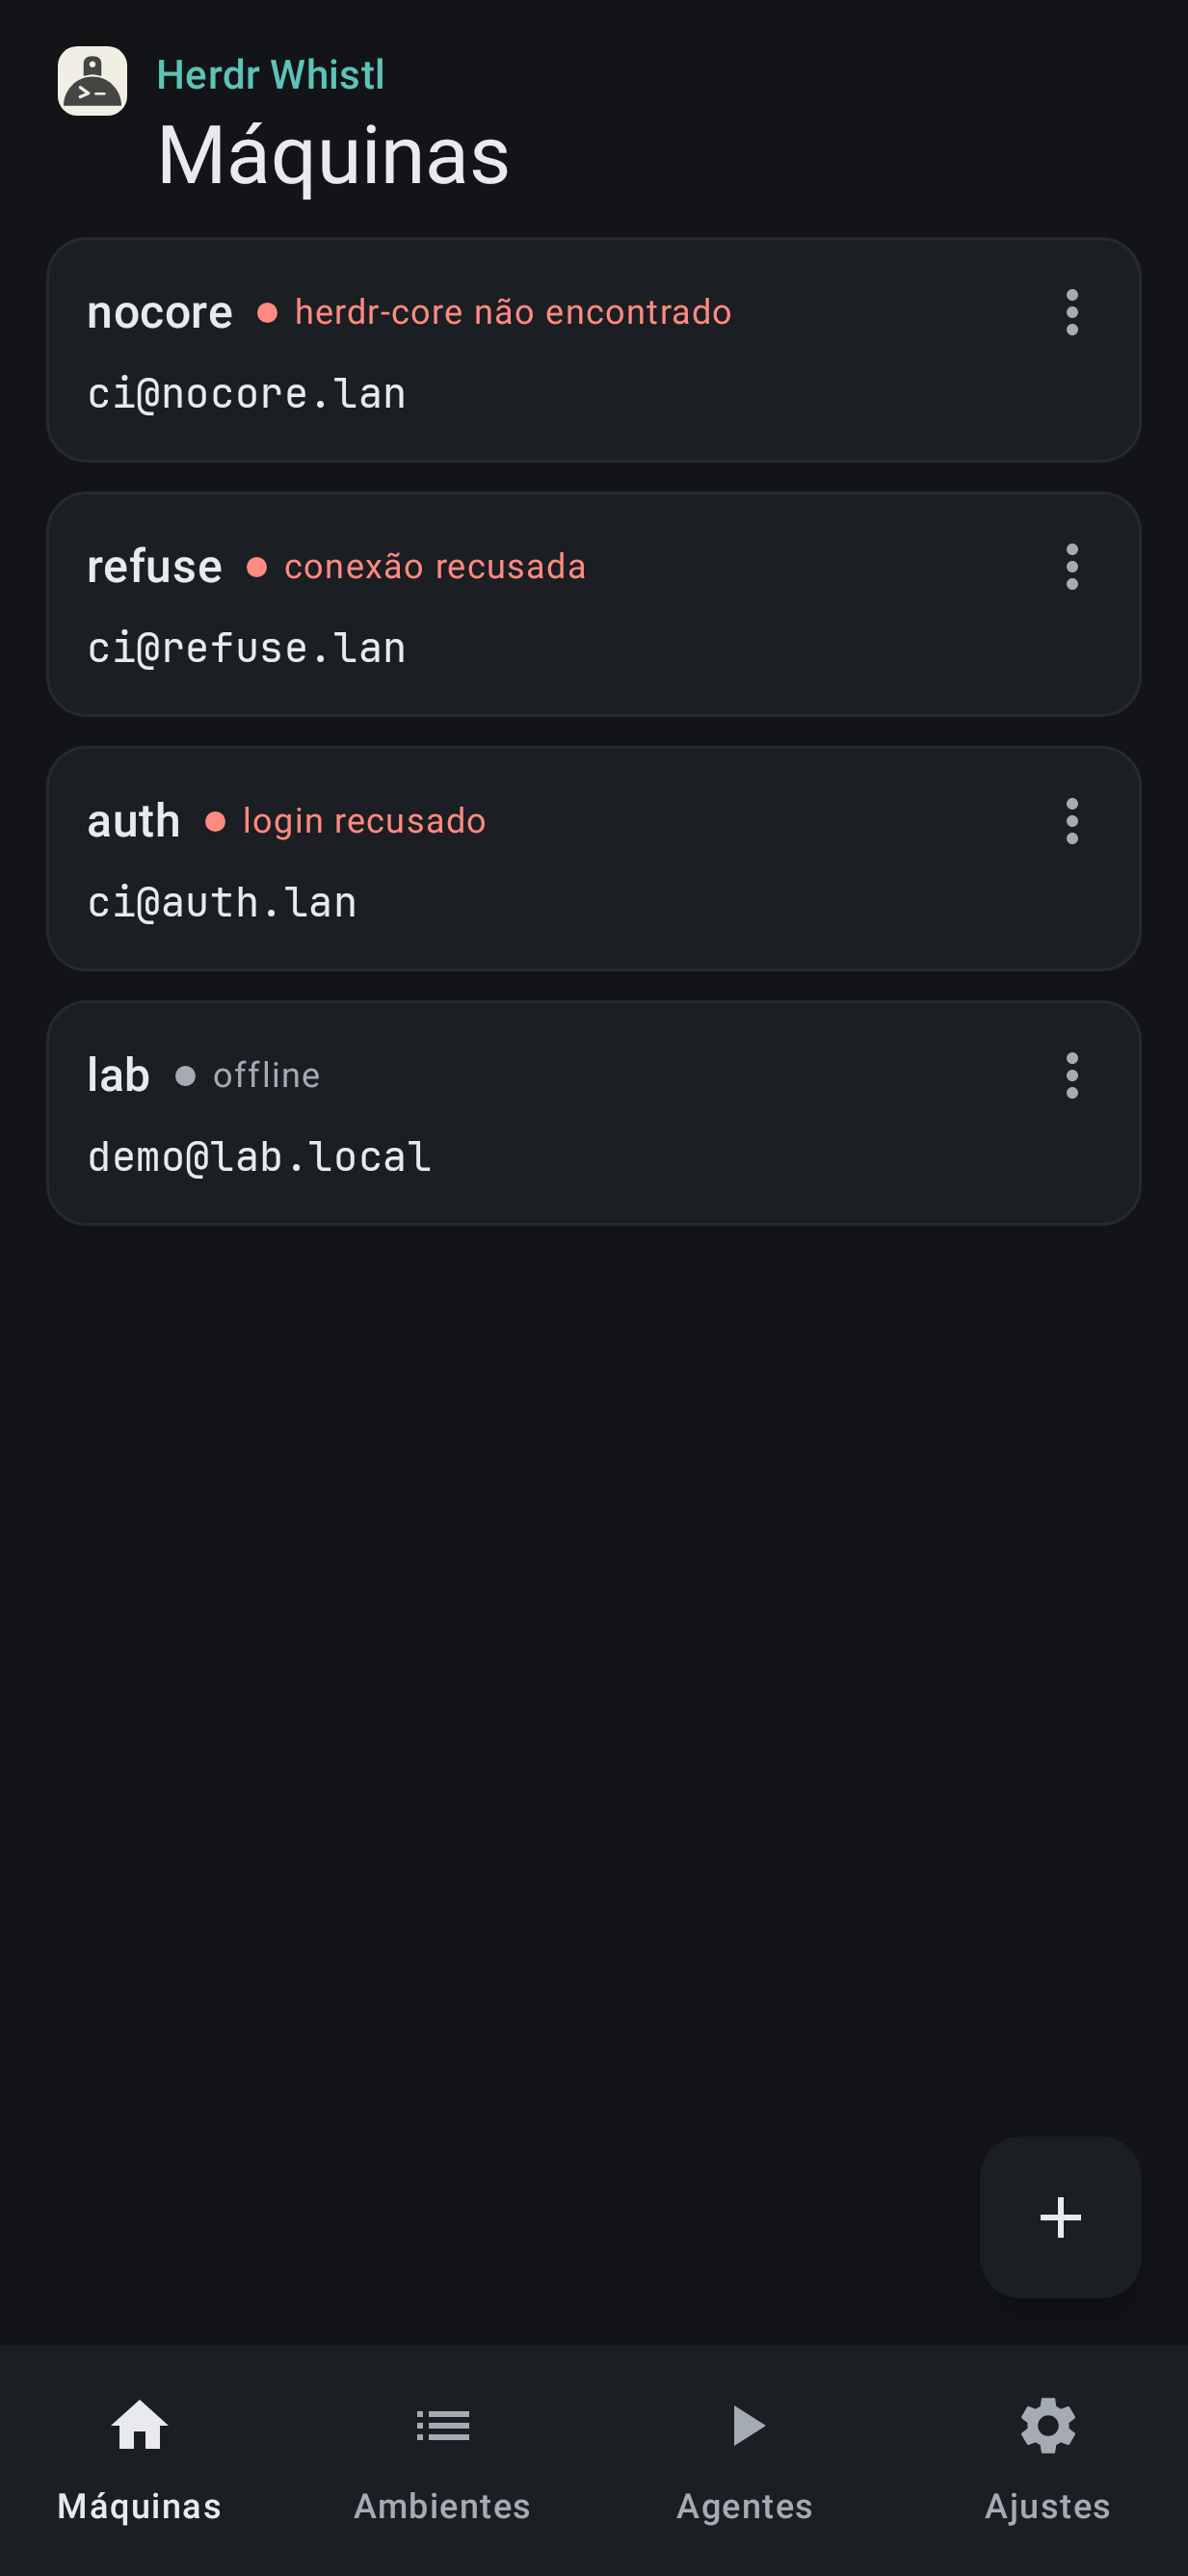 Herdr Whistl
Máquinas
nocore herdr-core não encontrado
ci@nocore.lan
refuse conexão recusada
ci@refuse.lan
auth login recusado
ci@auth.lan
lab offline
demo@lab.local
Máquinas Ambientes Agentes Ajustes